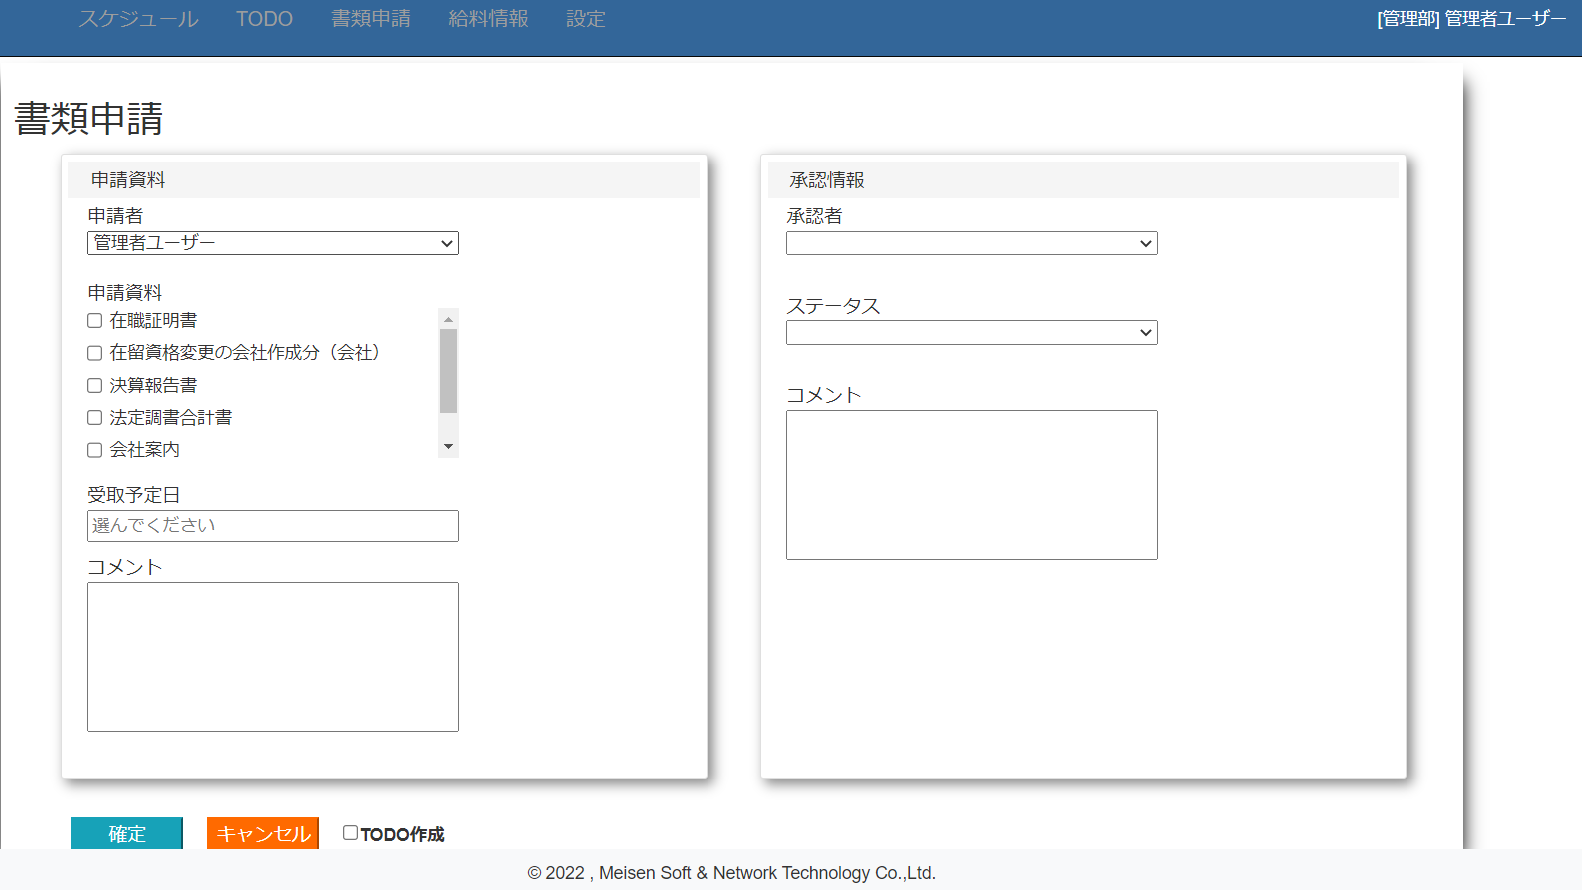 スケジュール TODO 書類申請 給料情報 設定 [管理部] 管理者ユーザー
書類申請
申請資料
申請者
管理者ユーザー
申請資料
在職証明書
在留資格変更の会社作成分（会社）
決算報告書
法定調書合計書
会社案内
受取予定日
選んでください
コメント
承認情報
承認者
ステータス
コメント
確定 キャンセル TODO作成
© 2022 , Meisen Soft & Network Technology Co.,Ltd.